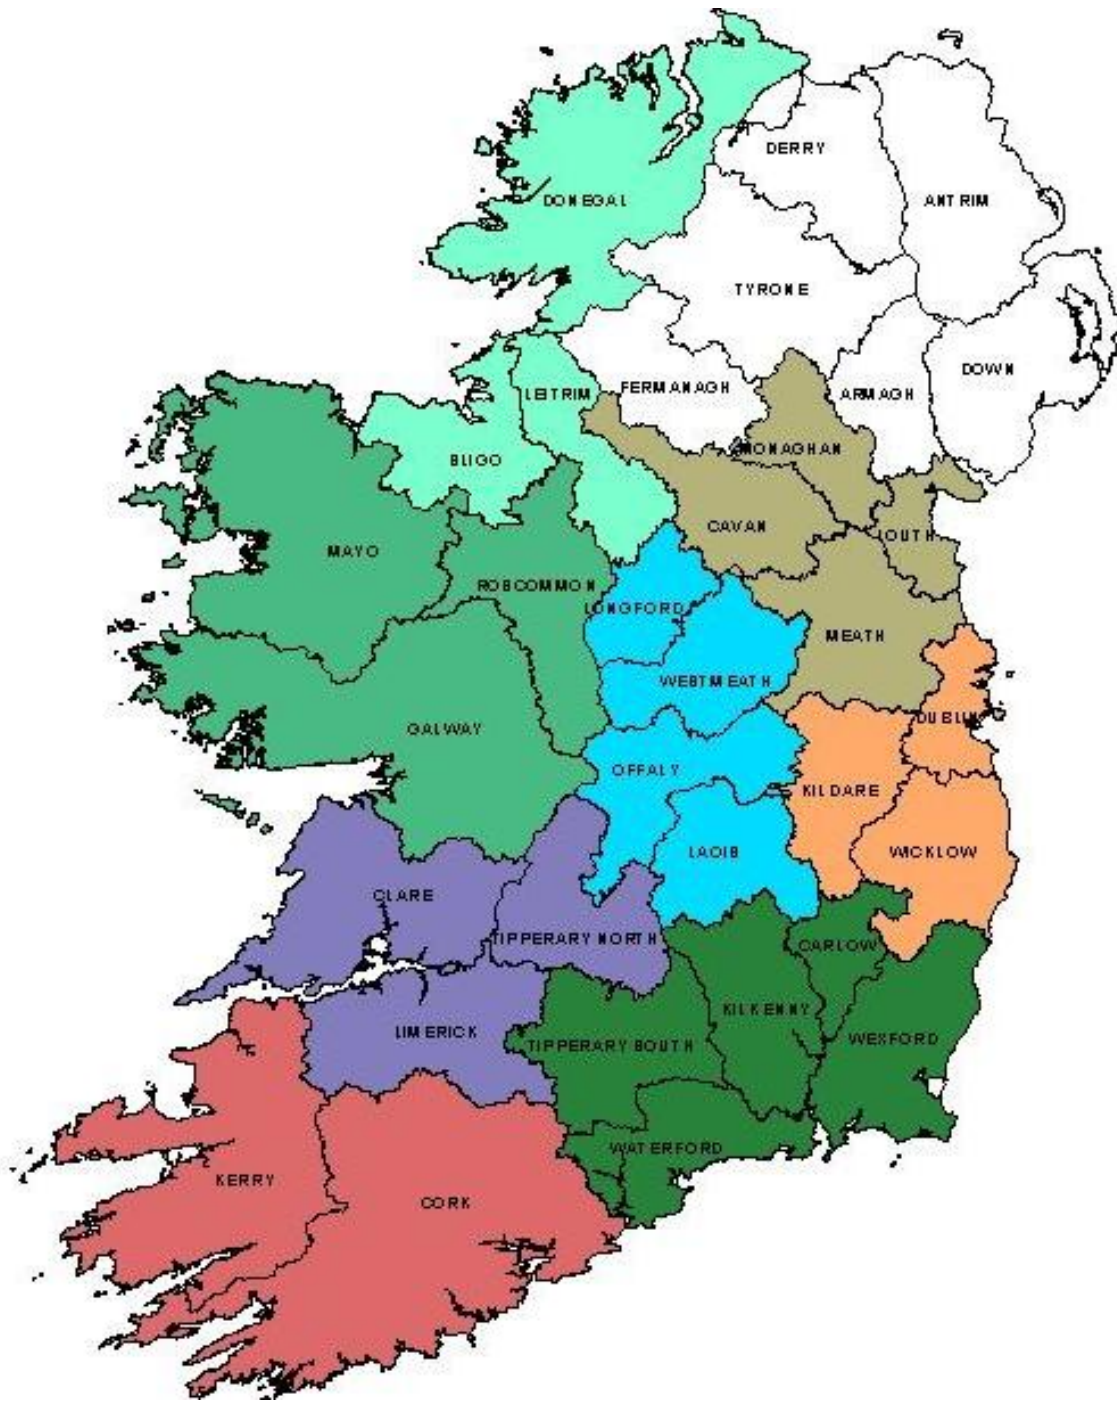 DERRY
ANTRIM
DONEGAL
TYRONE
DOWN
FERMANAGH
LEITRIM
ARMAGH
MONAGHAN
SLIGO
CAVAN
LOUTH
MAYO
ROSCOMMON
LONGFORD
MEATH
WESTMEATH
DUBLIN
GALWAY
OFFALY
KILDARE
LAOIS
WICKLOW
CLARE
TIPPERARY NORTH
CARLOW
KILKENNY
LIMERICK
TIPPERARY SOUTH
WEXFORD
WATERFORD
KERRY
CORK